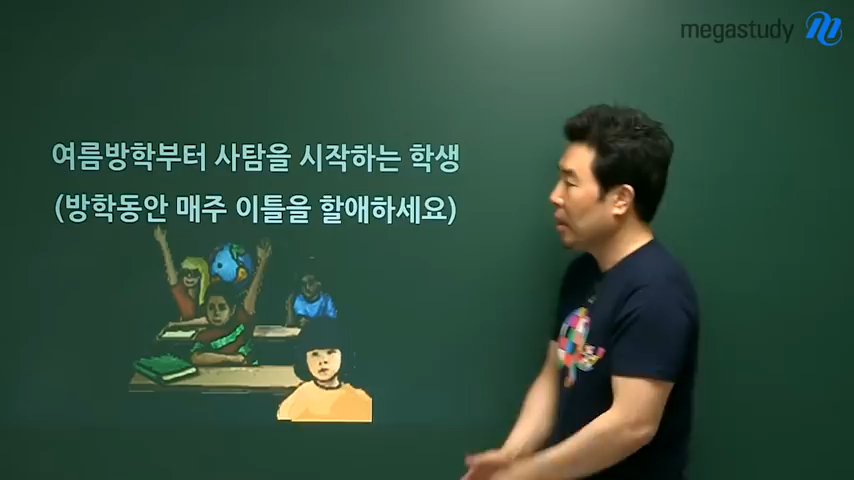 megastudy
여름방학부터 사탐을 시작하는 학생
(방학동안 매주 이틀을 할애하세요)